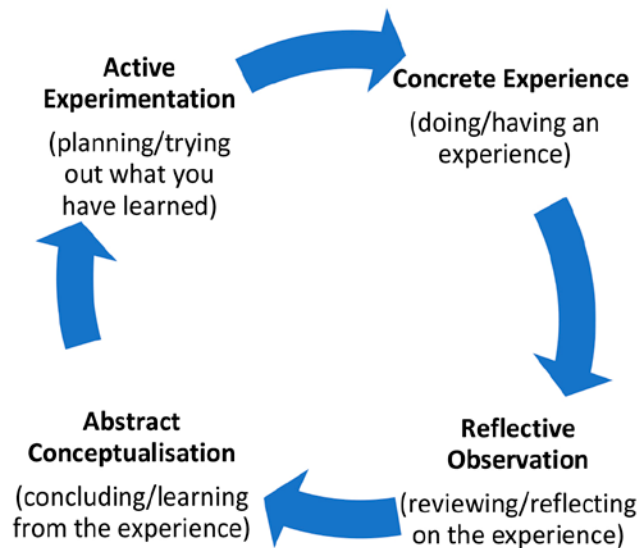 Active
Experimentation
(planning/trying
out what you
have learned)
Concrete Experience
(doing/having an
experience)
Reflective
Observation
(reviewing/reflecting
on the experience)
Abstract
Conceptualisation
(concluding/learning
from the experience)